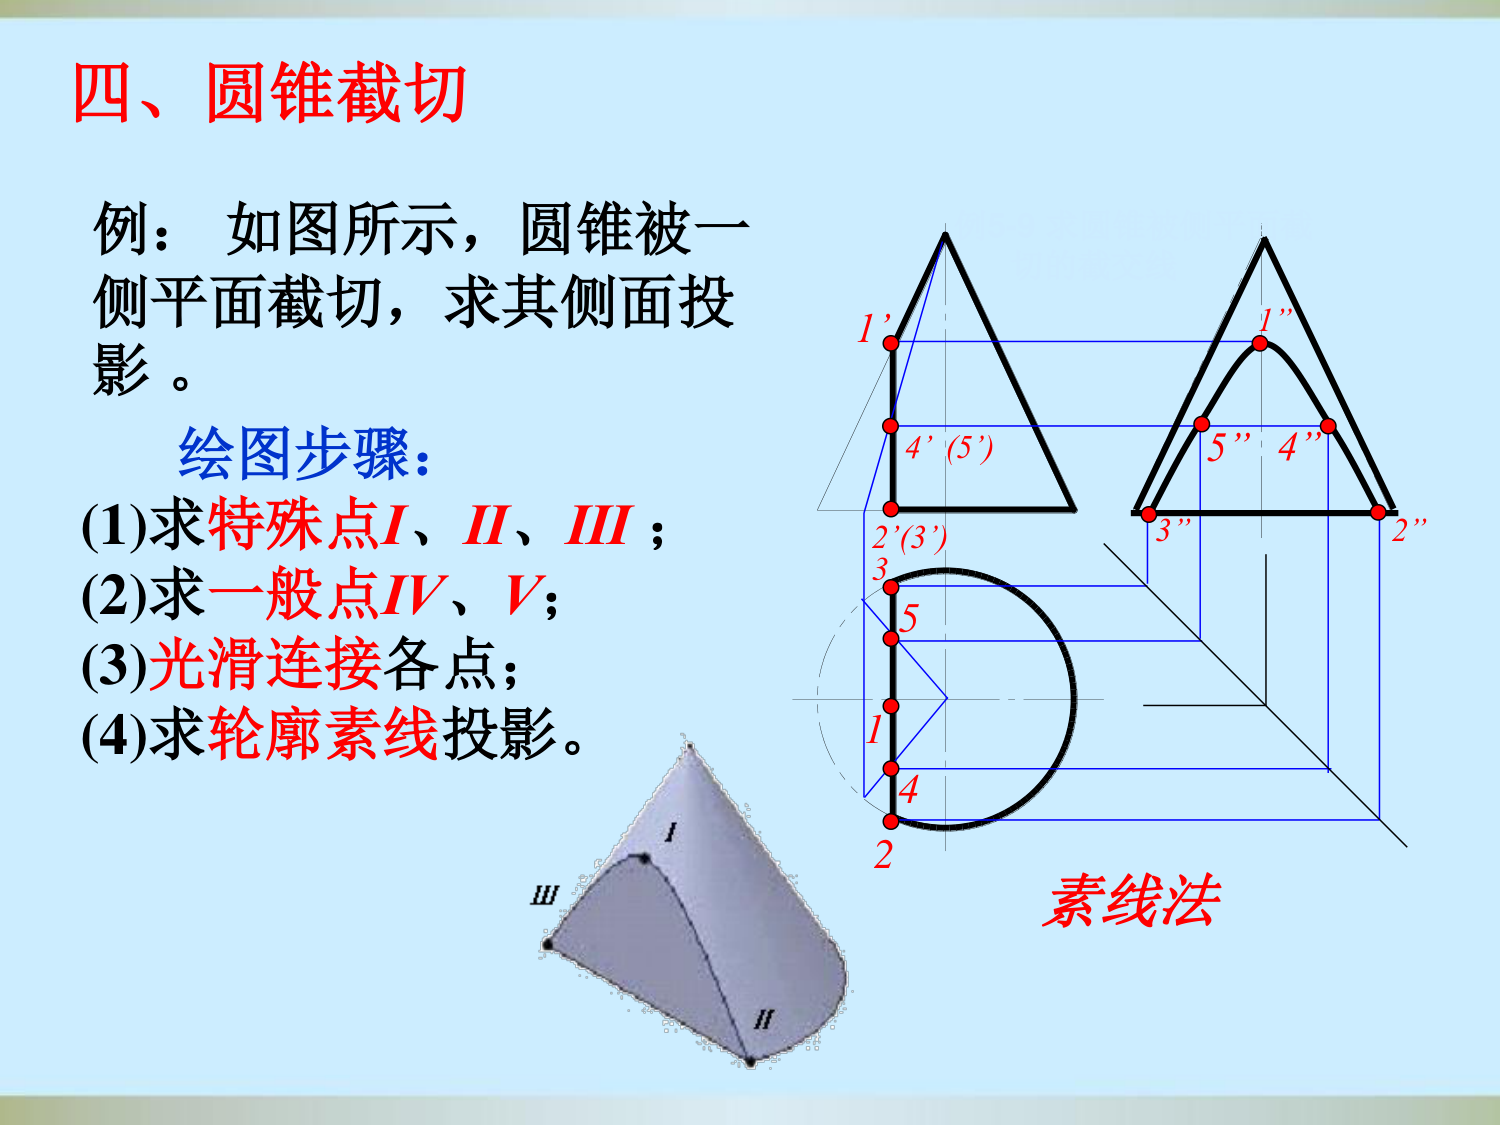 四、圆锥截切
例： 如图所示，圆锥被一
侧平面截切，求其侧面投
影 。
绘图步骤：
(1)求特殊点I、II、III ；
(2)求一般点IV、V；
(3)光滑连接各点；
(4)求轮廓素线投影。
1’
1”
4’ (5’)
5” 4”
2’(3’)
3”
2”
3
5
1
4
2
素线法
I
III
II